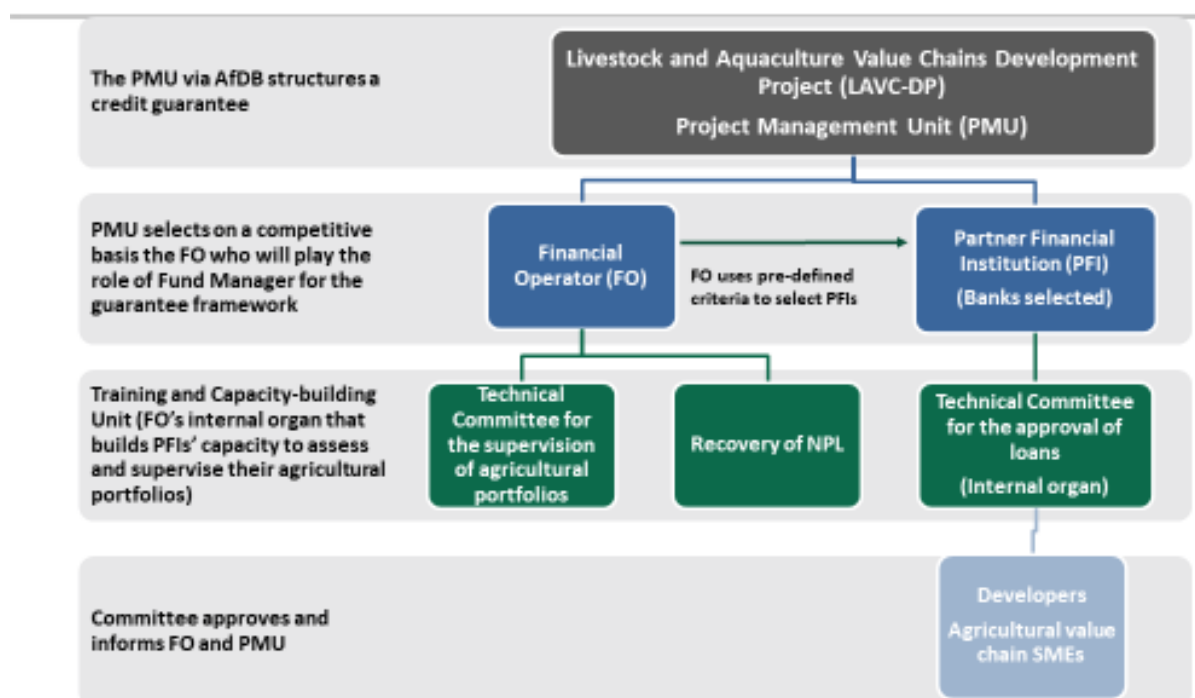 The PMU via AfDB structures a
credit guarantee
Livestock and Aquaculture Value Chains Development
Project (LAVC-DP)
Project Management Unit (PMU)
PMU selects on a competitive
basis the FO who will play the
role of Fund Manager for the
guarantee framework
Financial
Operator (FO)
FO uses pre-defined
criteria to select PFIs
Partner Financial
Institution (PFI)
(Banks selected)
Training and Capacity-building
Unit (FO's internal organ that
builds PFIs' capacity to assess
and supervise their agricultural
portfolios)
Technical
Committee for
the supervision
of agricultural
portfolios
Recovery of NPL
Technical Committee
for the approval of
loans
(Internal organ)
Committee approves and
informs FO and PMU
Developers
Agricultural value
chain SMEs